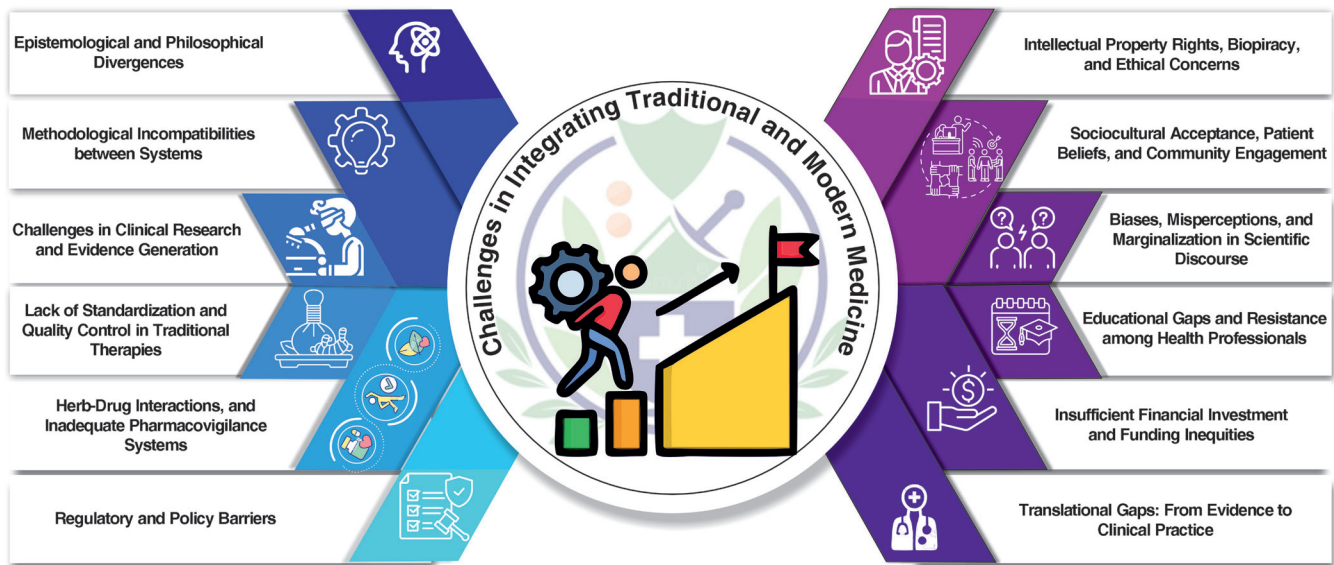 Epistemological and Philosophical
Divergences
Methodological Incompatibilities
between Systems
Challenges in Clinical Research
and Evidence Generation
Lack of Standardization and
Quality Control in Traditional
Therapies
Herb-Drug Interactions, and
Inadequate Pharmacovigilance
Systems
Regulatory and Policy Barriers
Challenges in Integrating Traditional and Modern Medicine
Intellectual Property Rights, Biopiracy,
and Ethical Concerns
Sociocultural Acceptance, Patient
Beliefs, and Community Engagement
Biases, Misperceptions, and
Marginalization in Scientific
Discourse
Educational Gaps and Resistance
among Health Professionals
Insufficient Financial Investment
and Funding Inequities
Translational Gaps: From Evidence to
Clinical Practice